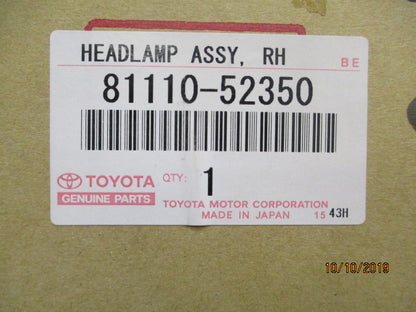 HEADLAMP ASSY, RH BE
81110-52350
TOYOTA QTY: 1
GENUINE PARTS
TOYOTA MOTOR CORPORATION
MADE IN JAPAN 15 43H
10/10/2019